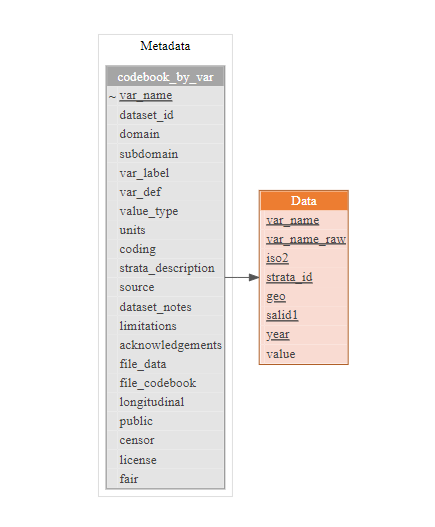 Metadata
codebook_by_var
~ var_name
dataset_id
domain
subdomain
var_label
var_def
value_type
units
coding
strata_description
source
dataset_notes
limitations
acknowledgements
file_data
file_codebook
longitudinal
public
censor
license
fair
Data
var_name
var_name_raw
iso2
strata_id
geo
salid1
year
value